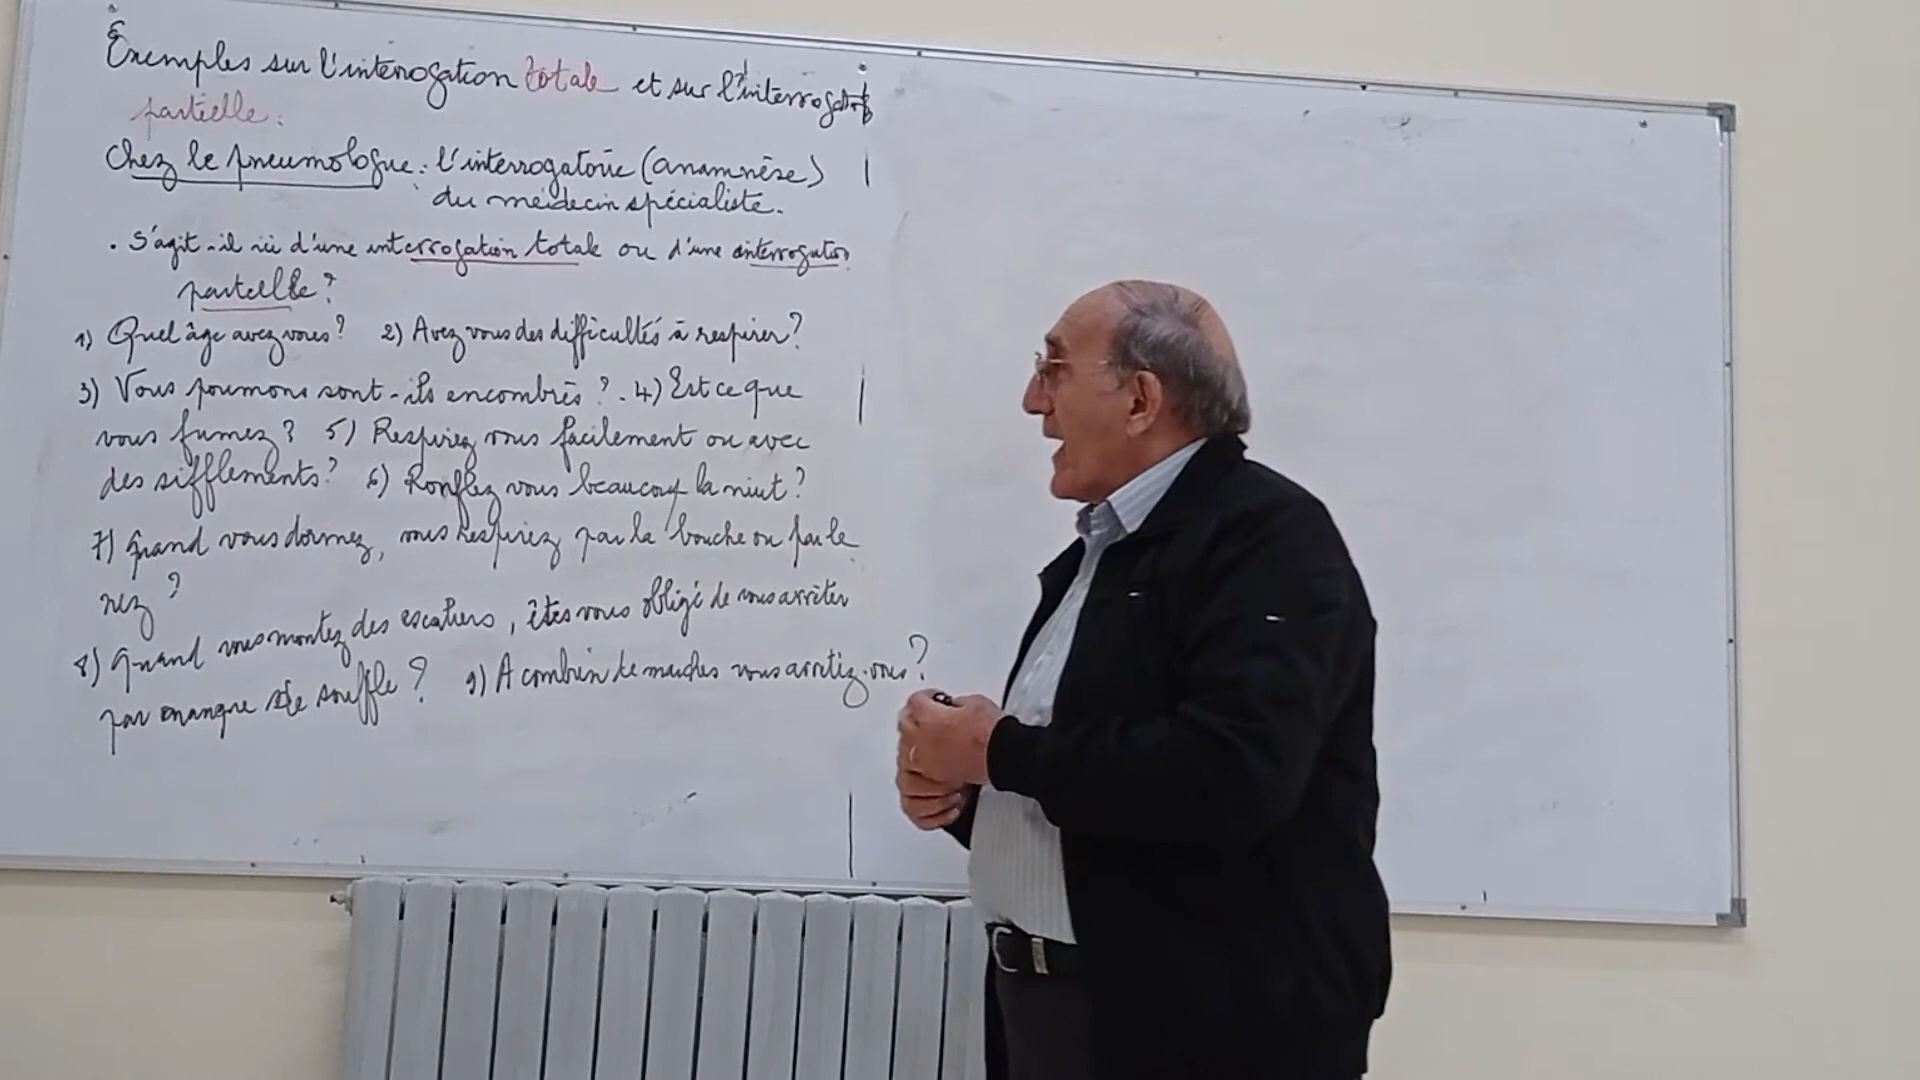 Exemples sur l'interrogation totale et sur l'interrogat
partielle.
Chez le pneumologue : l'interrogatoire (anamnèse)
du médecin spécialiste.
. S'agit-il ici d'une interrogation totale ou d'une interrogation
partielle ?
1) Quel âge avez vous ? 2) Avez vous des difficultés à respirer ?
3) Vous poumons sont-ils encombrés ? . 4) Est ce que
vous fumez ? 5) Respirez vous facilement ou avec
des sifflements ? 6) Ronflez vous beaucoup la nuit ?
7) Quand vous dormez, vous respirez par la bouche ou par le
nez ?
8) Quand vous montez des escaliers, êtes vous obligé de vous arrêter
par manque de souffle ? 9) A combien de marches vous arrêtez-vous ?